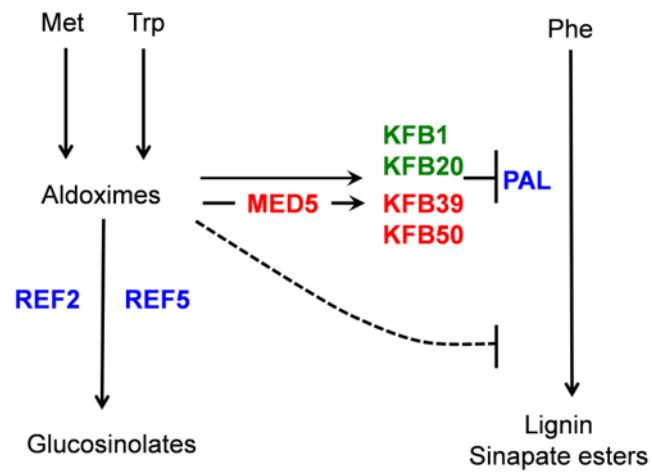 Met Trp
Phe
KFB1
KFB20
PAL
Aldoximes
MED5
KFB39
KFB50
REF2 REF5
Glucosinolates
Lignin
Sinapate esters